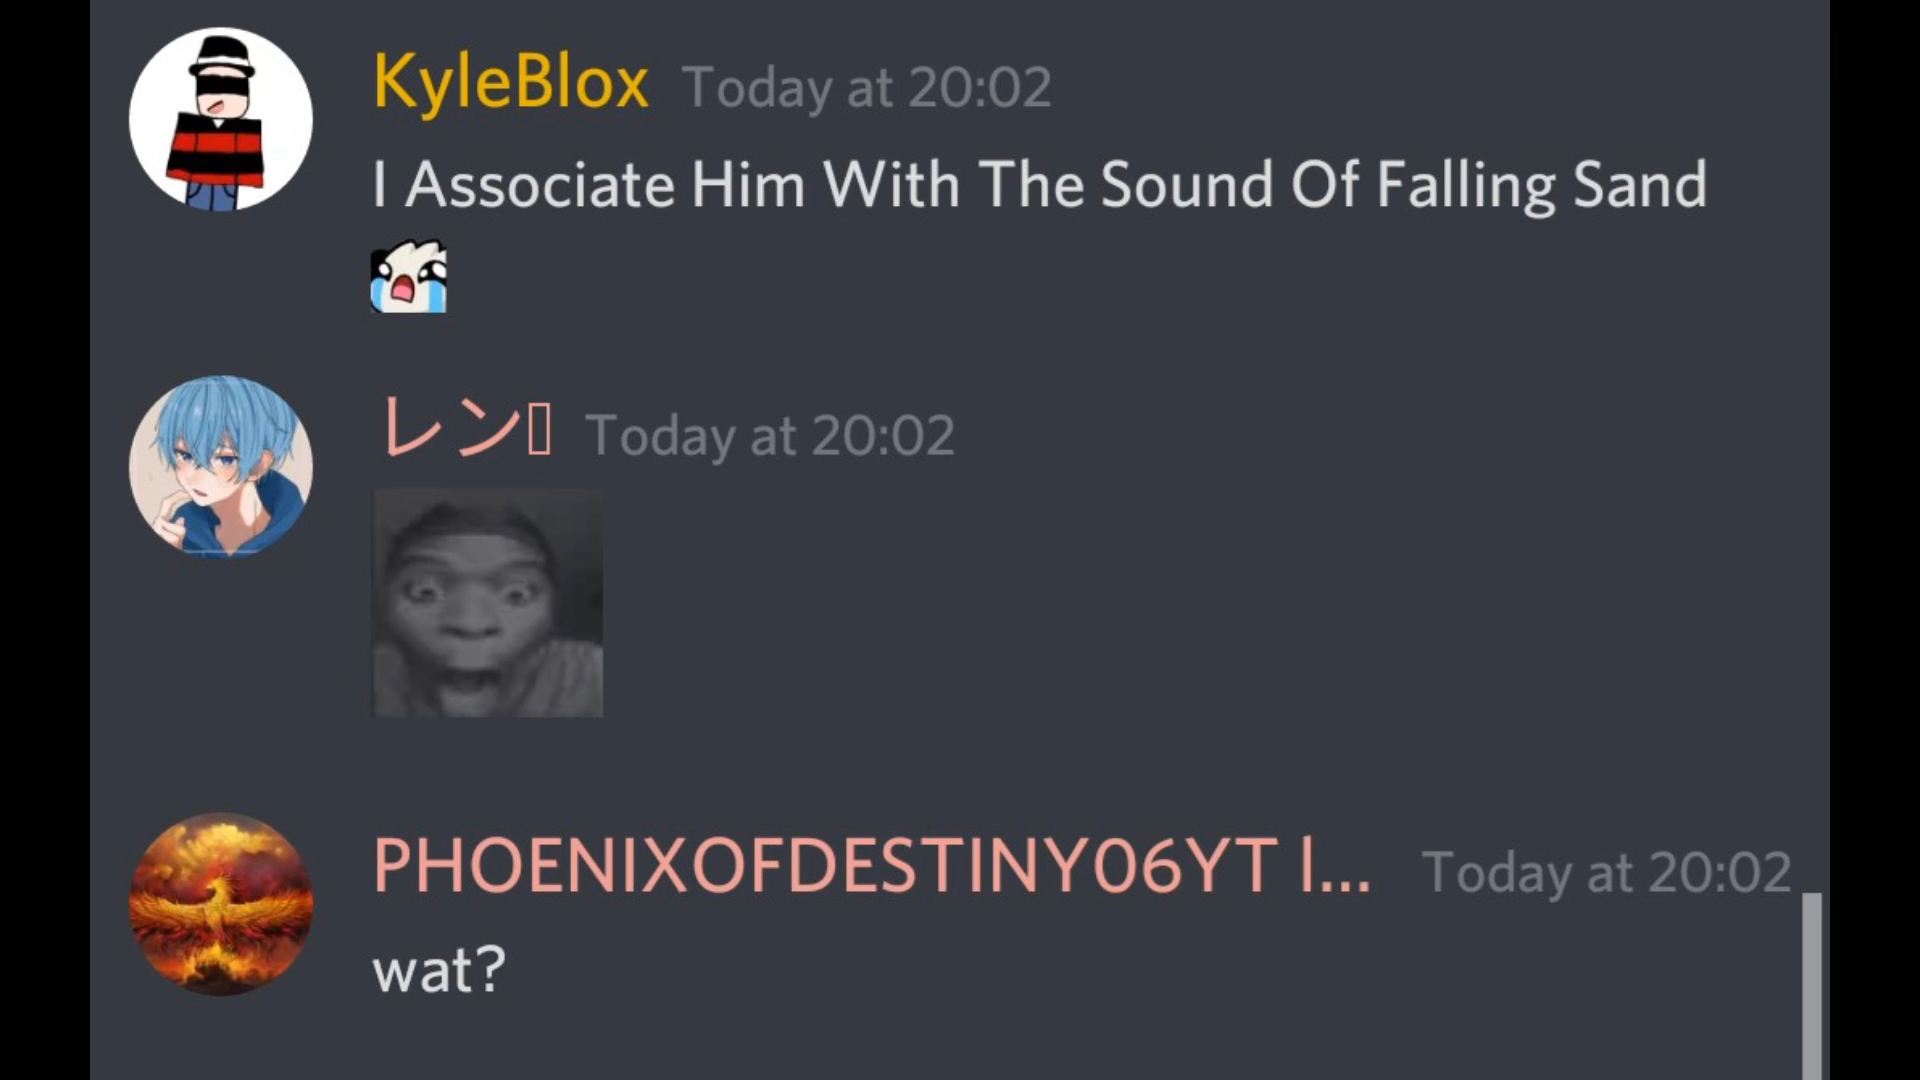 KyleBlox Today at 20:02
I Associate Him With The Sound Of Falling Sand
レン Today at 20:02
PHOENIXOFDESTINY06YT l... Today at 20:02
wat?